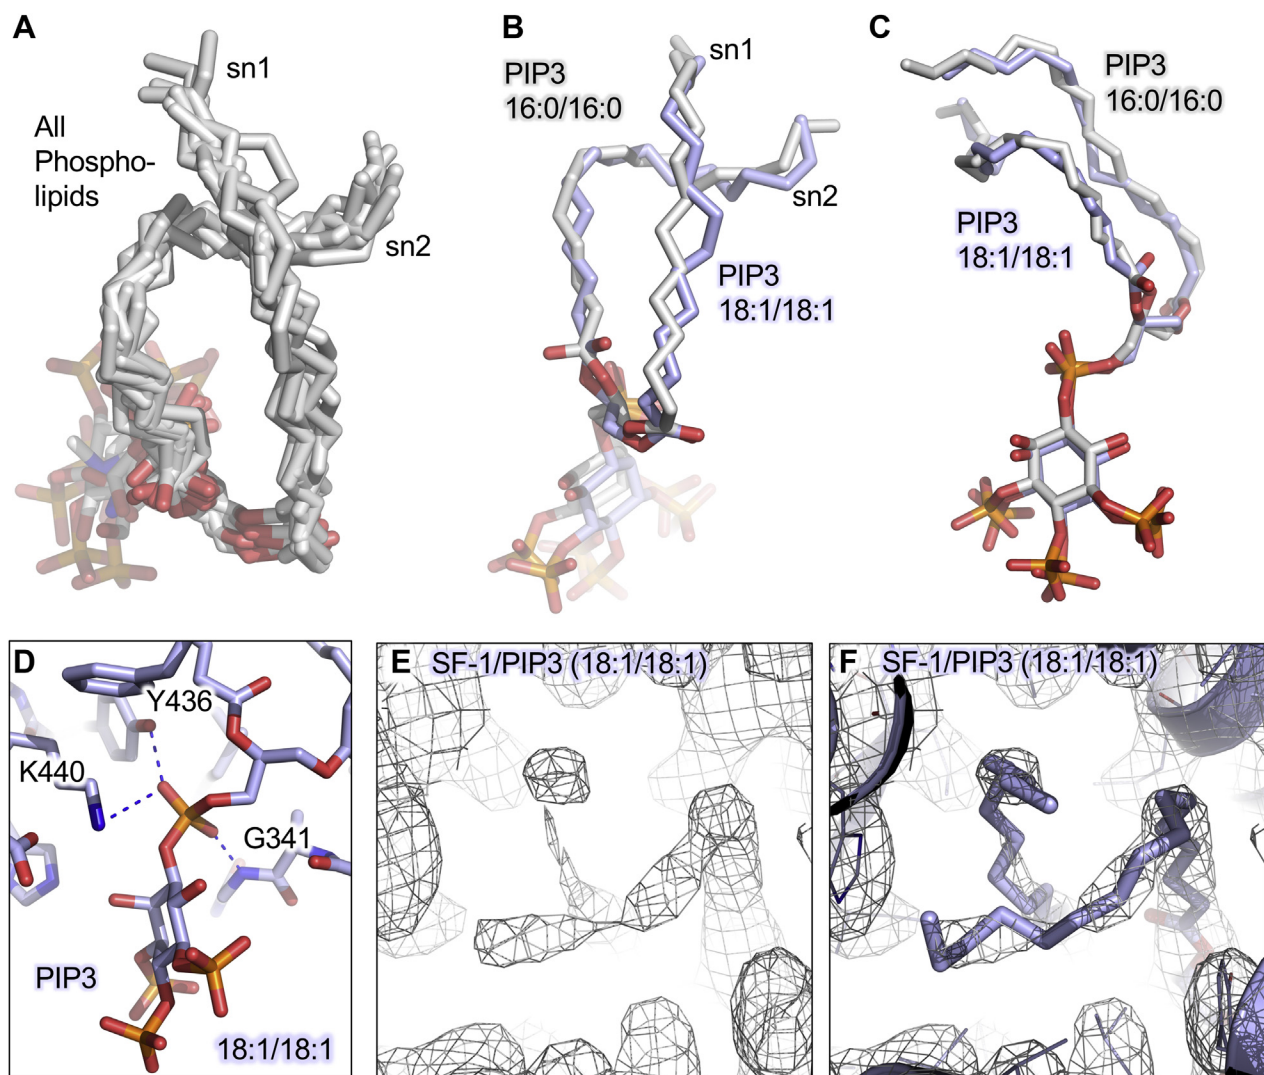 A
sn1
All
Phospho-
lipids
sn2
B
PIP3
16:0/16:0
sn1
sn2
PIP3
18:1/18:1
C
PIP3
16:0/16:0
PIP3
18:1/18:1
D
Y436
K440
G341
PIP3
18:1/18:1
E
SF-1/PIP3 (18:1/18:1)
F
SF-1/PIP3 (18:1/18:1)